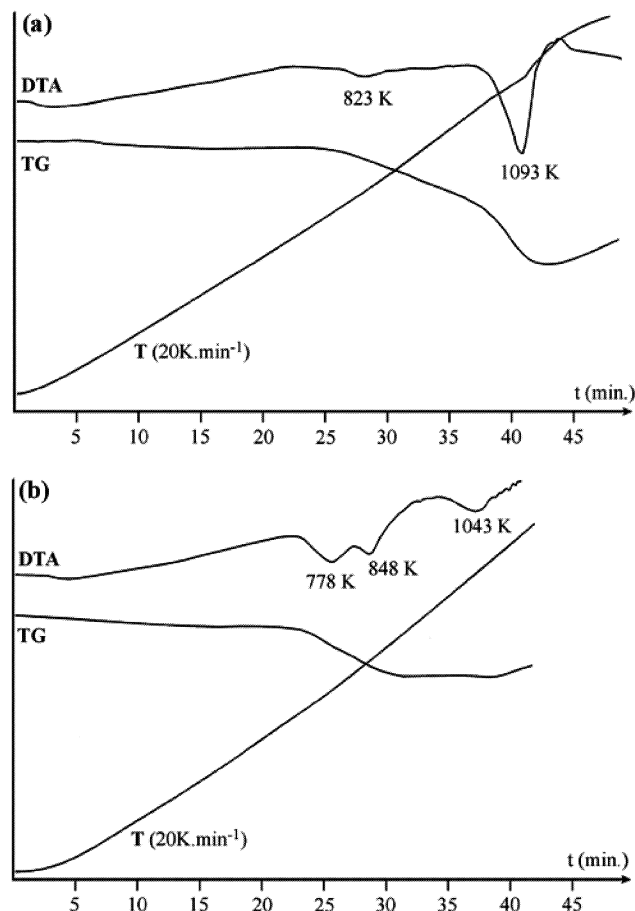 (a)
DTA
823 K
TG
1093 K
T (20K.min-1)
t (min.)
5 10 15 20 25 30 35 40 45
(b)
DTA
778 K
848 K
1043 K
TG
T (20K.min-1)
t (min.)
5 10 15 20 25 30 35 40 45